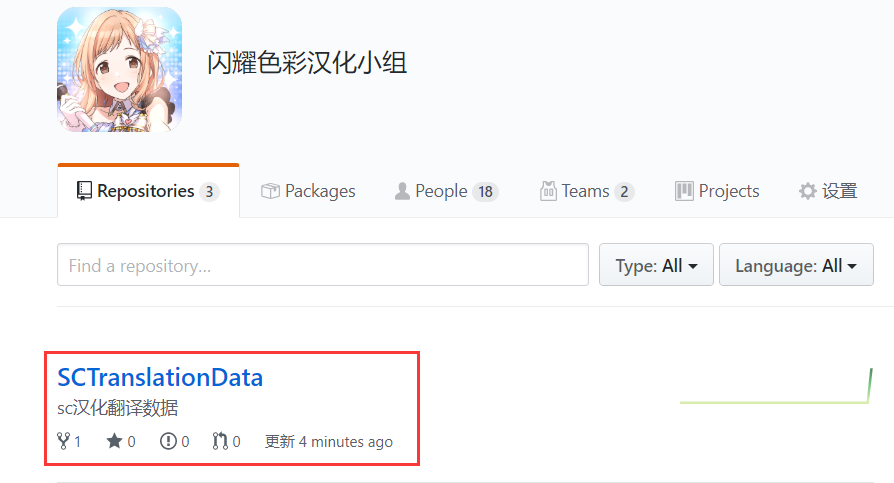 闪耀色彩汉化小组
Repositories 3 Packages People 18 Teams 2 Projects 设置
Find a repository... Type: All Language: All
SCTranslationData
sc汉化翻译数据
1 0 0 0 更新 4 minutes ago